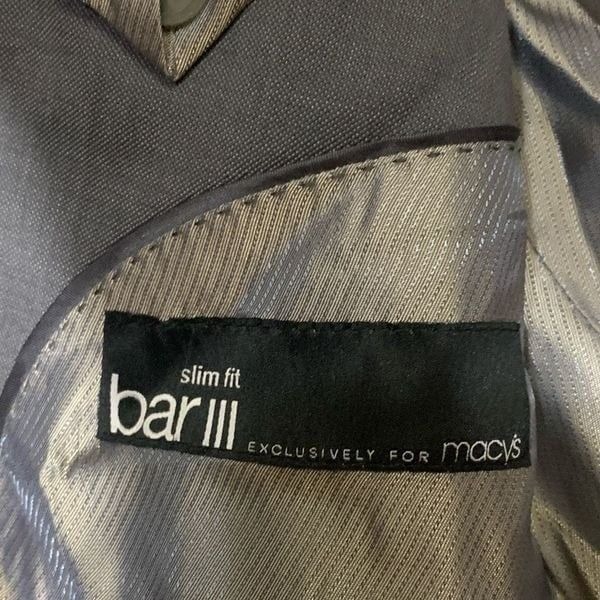 slim fit
bar III EXCLUSIVELY FOR macy's